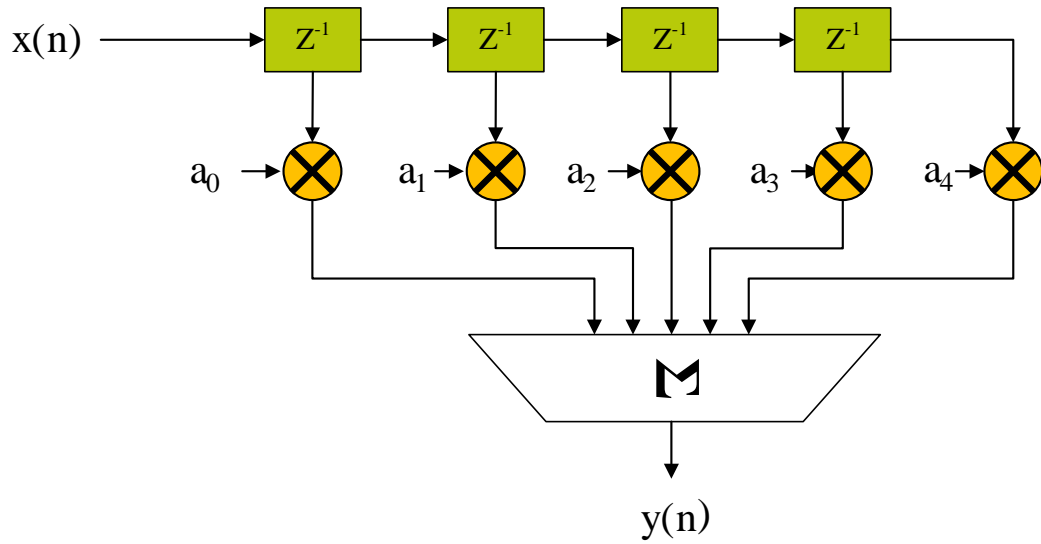 x(n)
Z⁻¹
Z⁻¹
Z⁻¹
Z⁻¹
a₀
a₁
a₂
a₃
a₄
Σ
y(n)